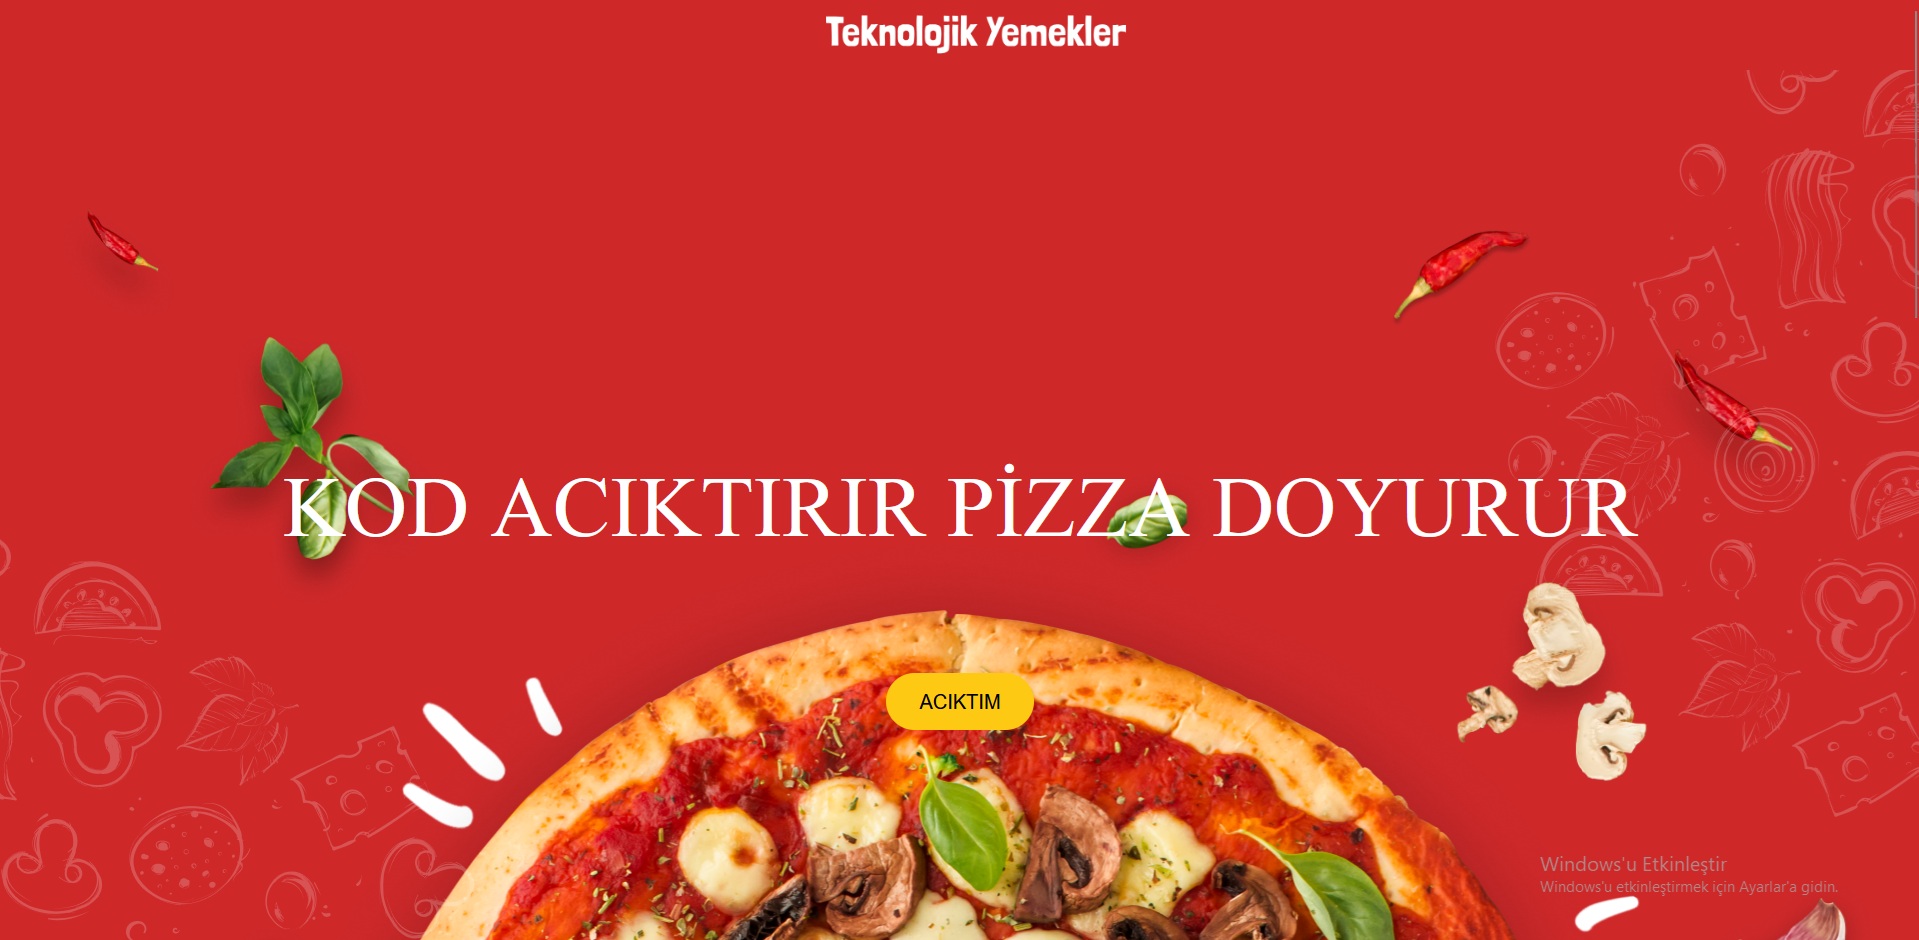 Teknolojik Yemekler
KOD ACIKTIRIR PİZZA DOYURUR
ACIKTIM
Windows'u Etkinleştir
Windows'u etkinleştirmek için Ayarlar'a gidin.